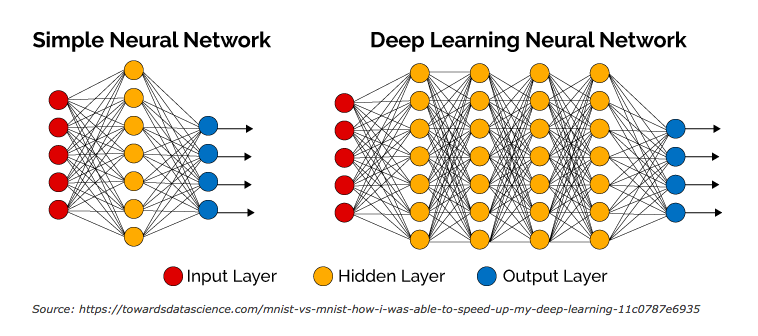 Simple Neural Network
Deep Learning Neural Network
Input Layer
Hidden Layer
Output Layer
Source: https://towardsdatascience.com/mnist-vs-mnist-how-i-was-able-to-speed-up-my-deep-learning-11c0787e6935